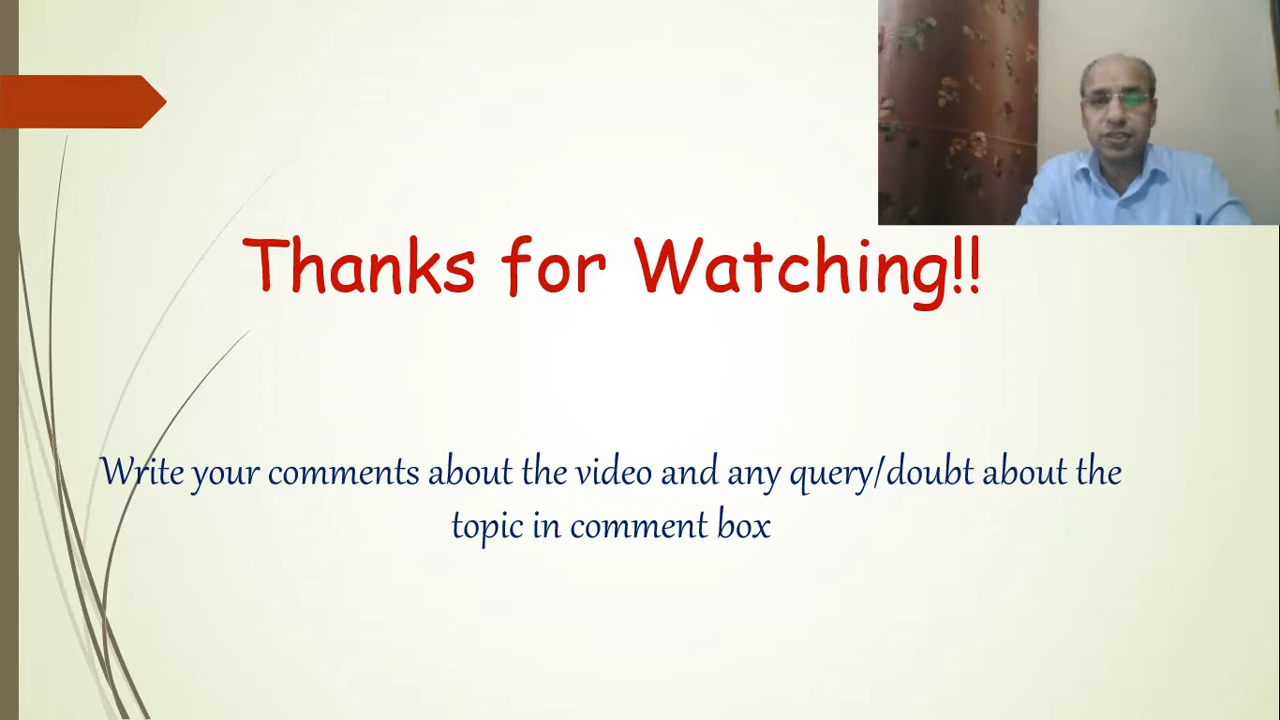 Thanks for Watching!!
Write your comments about the video and any query/doubt about the
topic in comment box